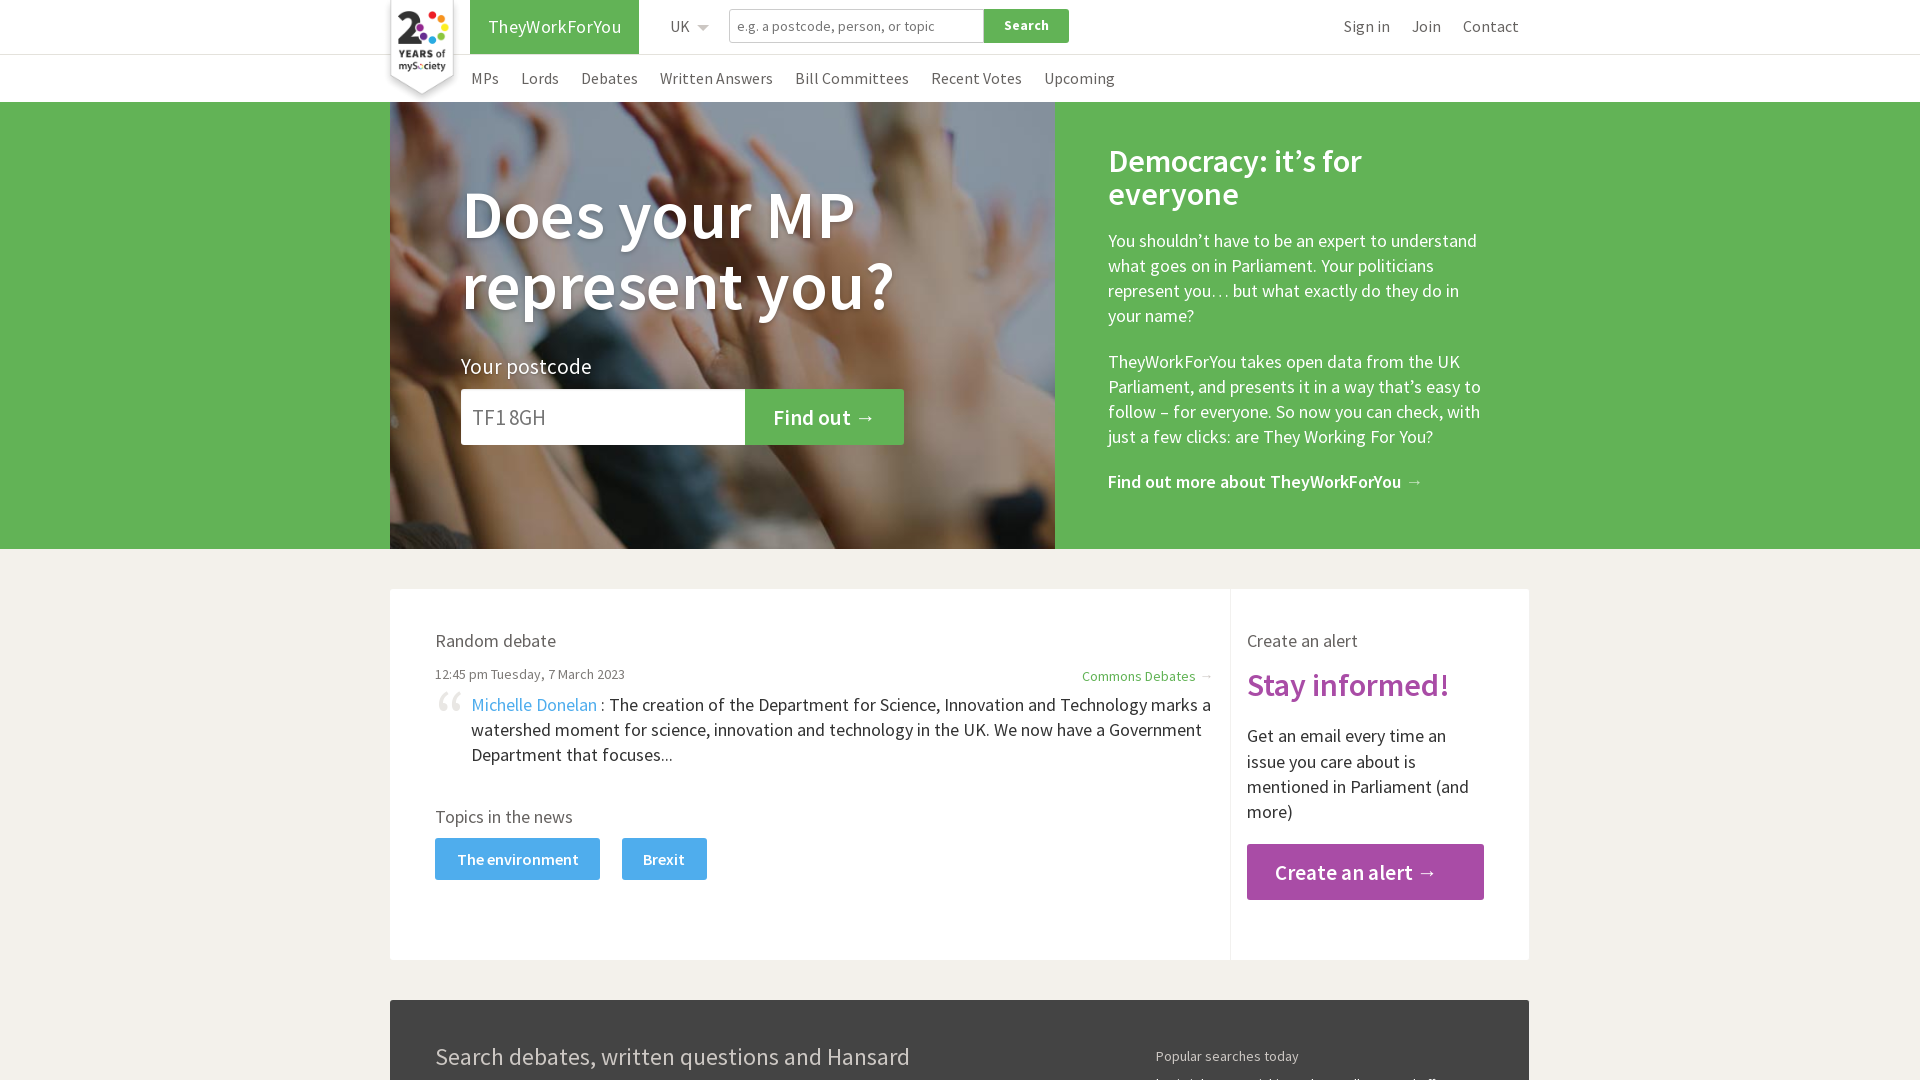 20
YEARS of
mySociety
TheyWorkForYou
UK
e.g. a postcode, person, or topic
Search
Sign in
Join
Contact
MPs
Lords
Debates
Written Answers
Bill Committees
Recent Votes
Upcoming
Does your MP
represent you?
Your postcode
TF1 8GH
Find out →
Democracy: it’s for
everyone
You shouldn’t have to be an expert to understand
what goes on in Parliament. Your politicians
represent you… but what exactly do they do in
your name?
TheyWorkForYou takes open data from the UK
Parliament, and presents it in a way that’s easy to
follow – for everyone. So now you can check, with
just a few clicks: are They Working For You?
Find out more about TheyWorkForYou →
Random debate
12:45 pm Tuesday, 7 March 2023
Commons Debates →
“
Michelle Donelan : The creation of the Department for Science, Innovation and Technology marks a
watershed moment for science, innovation and technology in the UK. We now have a Government
Department that focuses...
Topics in the news
The environment
Brexit
Create an alert
Stay informed!
Get an email every time an
issue you care about is
mentioned in Parliament (and
more)
Create an alert →
Search debates, written questions and Hansard
Popular searches today